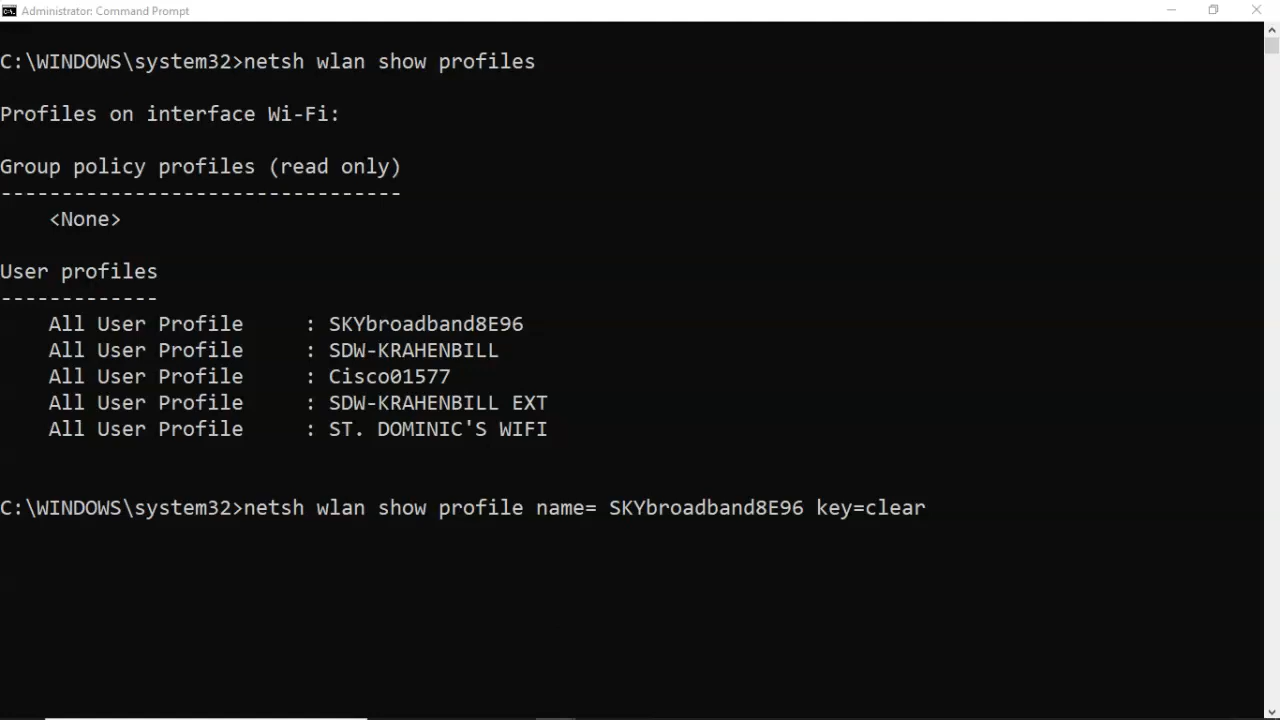 Administrator: Command Prompt
C:\WINDOWS\system32>netsh wlan show profiles
Profiles on interface Wi-Fi:
Group policy profiles (read only)
---------------------------------
    <None>
User profiles
-------------
    All User Profile     : SKYbroadband8E96
    All User Profile     : SDW-KRAHENBILL
    All User Profile     : Cisco01577
    All User Profile     : SDW-KRAHENBILL EXT
    All User Profile     : ST. DOMINIC'S WIFI
C:\WINDOWS\system32>netsh wlan show profile name= SKYbroadband8E96 key=clear